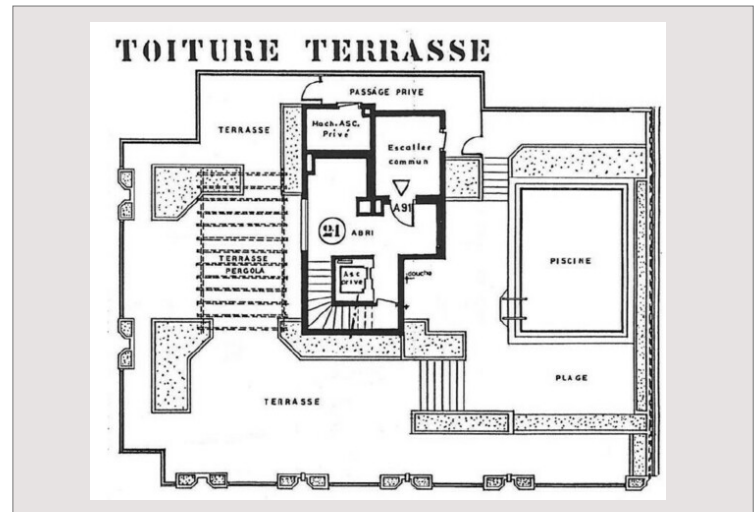 TOITURE TERRASSE
PASSAGE PRIVE
TERRASSE
Mach. ASC.
Privé
Escalier
commun
A91
21
ABRI
TERRASSE
PERGOLA
Asc
privé
douche
PISCINE
PLAGE
TERRASSE